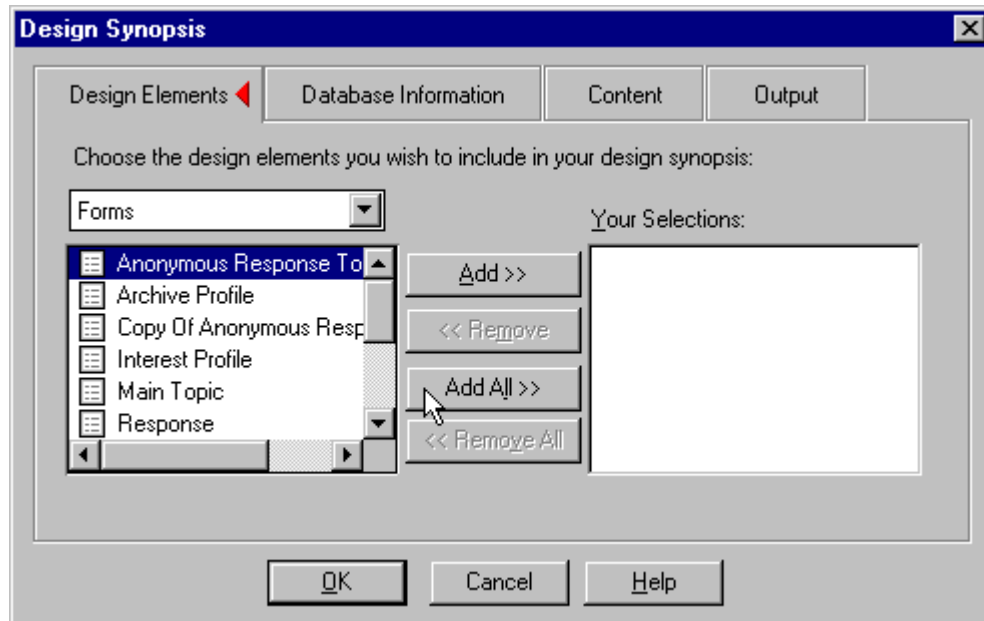 Design Synopsis
Design Elements
Database Information
Content
Output
Choose the design elements you wish to include in your design synopsis:
Forms
Your Selections:
Anonymous Response To
Archive Profile
Copy Of Anonymous Resp
Interest Profile
Main Topic
Response
Add >>
<< Remove
Add All >>
<< Remove All
OK
Cancel
Help